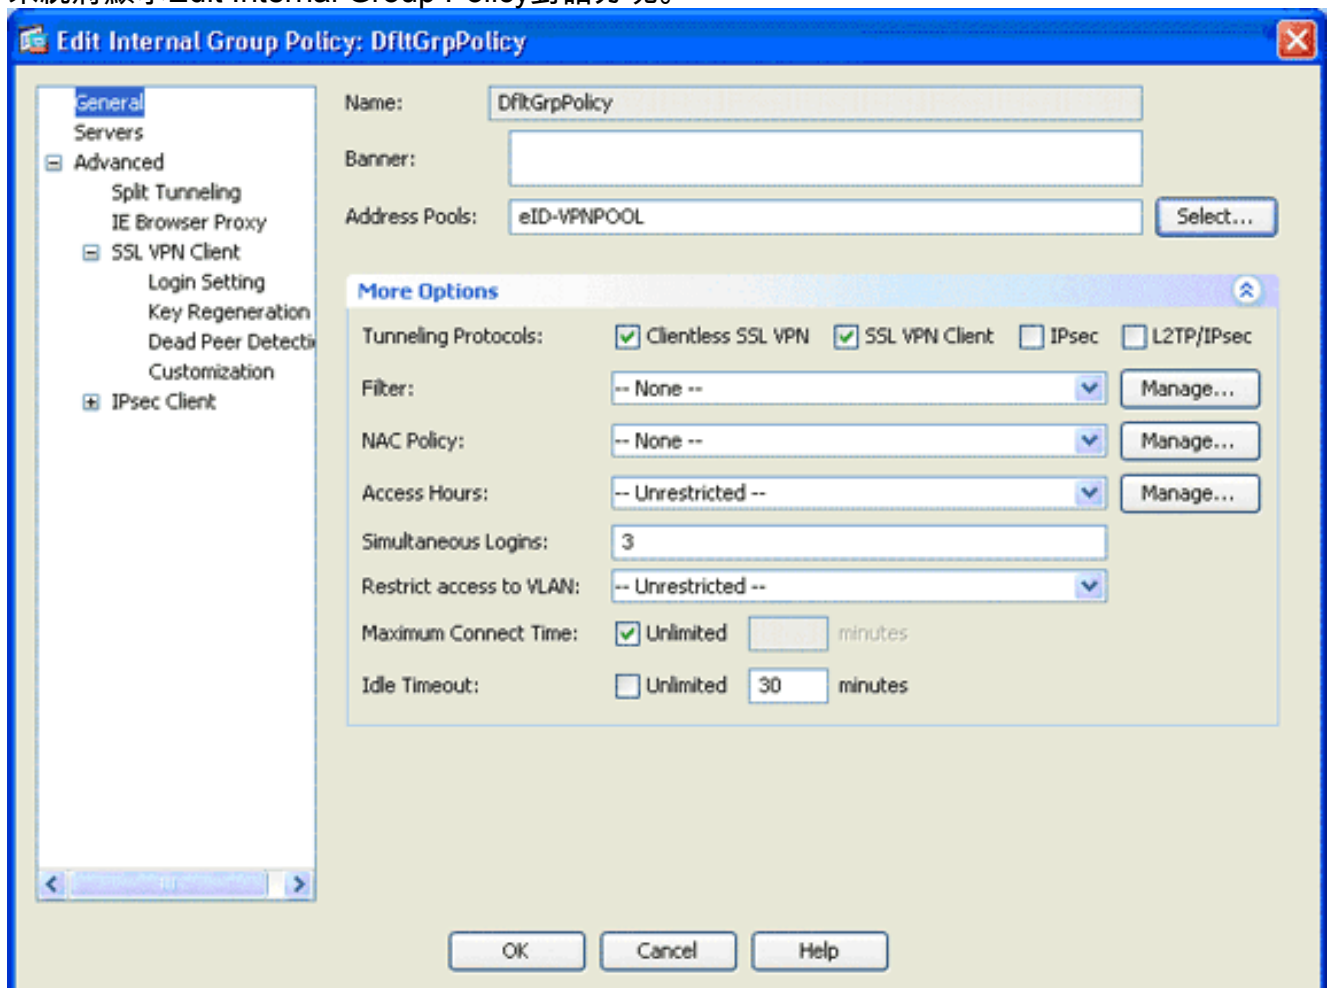 Edit Internal Group Policy: DfltGrpPolicy
General
Servers
Advanced
Split Tunneling
IE Browser Proxy
SSL VPN Client
Login Setting
Key Regeneration
Dead Peer Detecti
Customization
IPsec Client
Name: DfltGrpPolicy
Banner:
Address Pools: eID-VPNPOOL Select...
More Options
Tunneling Protocols: Clientless SSL VPN SSL VPN Client IPsec L2TP/IPsec
Filter: -- None -- Manage...
NAC Policy: -- None -- Manage...
Access Hours: -- Unrestricted -- Manage...
Simultaneous Logins: 3
Restrict access to VLAN: -- Unrestricted --
Maximum Connect Time: Unlimited minutes
Idle Timeout: Unlimited 30 minutes
OK Cancel Help